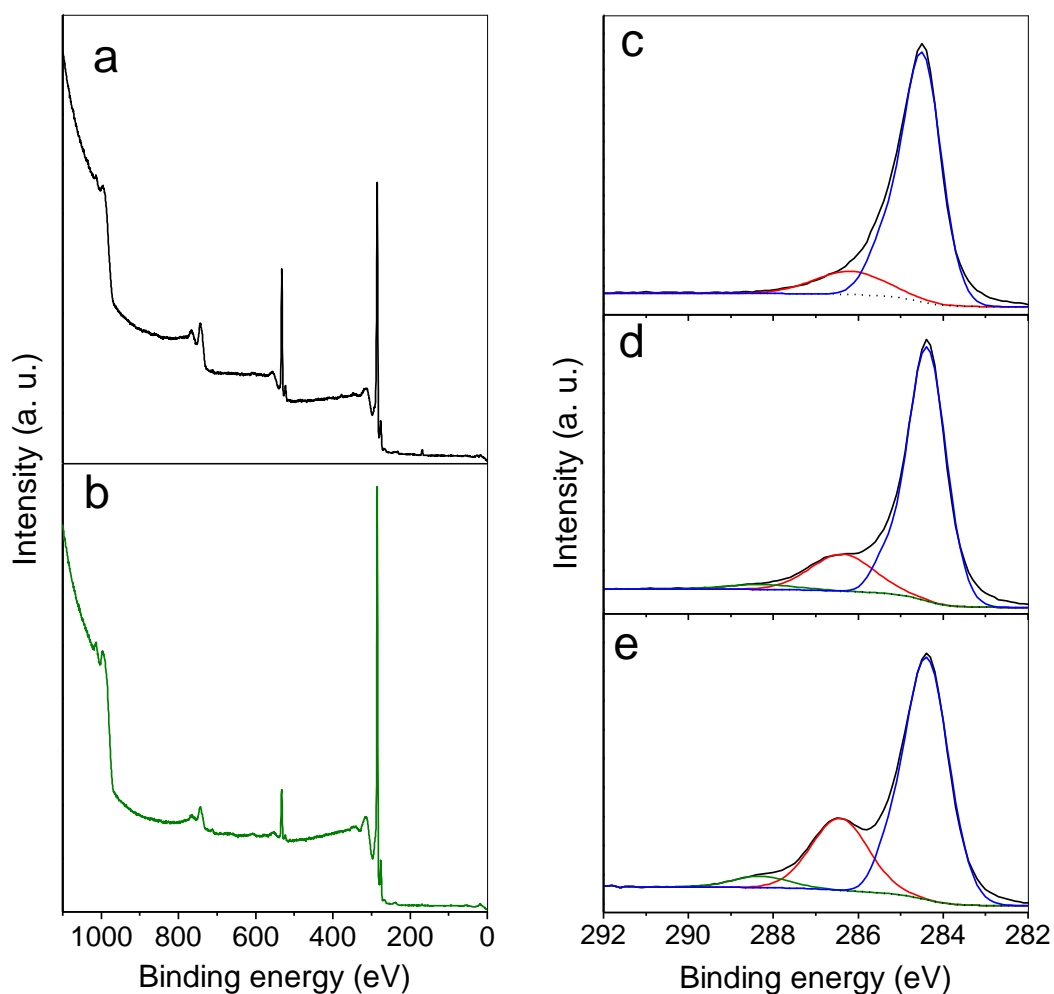 a
b
Intensity (a. u.)
1000 800 600 400 200 0
Binding energy (eV)
c
d
e
Intensity (a. u.)
292 290 288 286 284 282
Binding energy (eV)